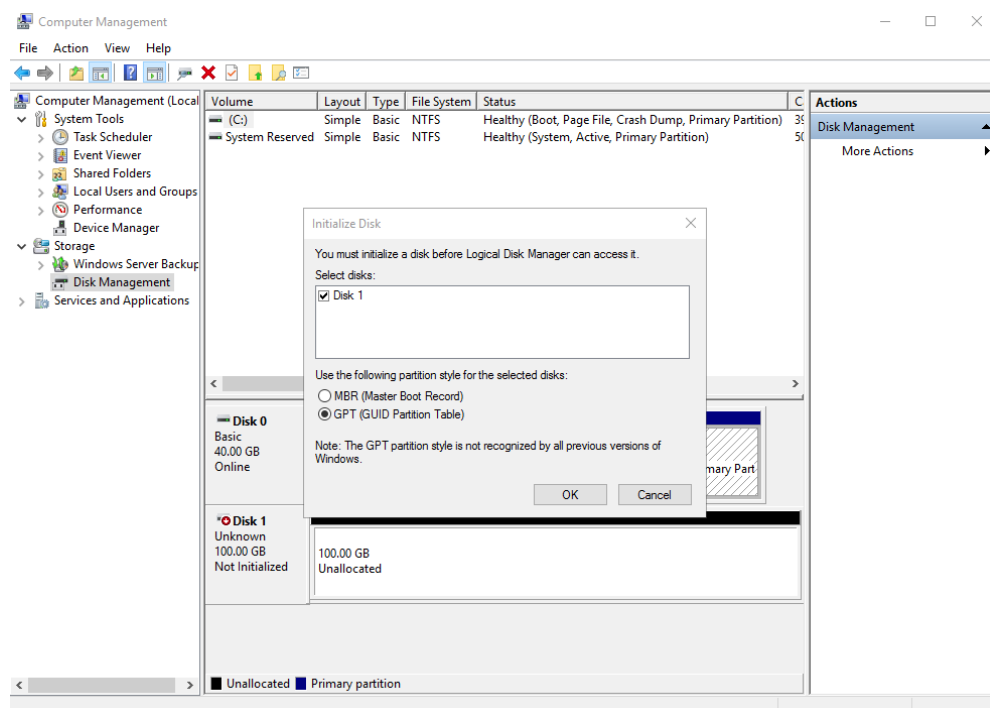 Computer Management
File Action View Help
Computer Management (Local
System Tools
Task Scheduler
Event Viewer
Shared Folders
Local Users and Groups
Performance
Device Manager
Storage
Windows Server Backup
Disk Management
Services and Applications
Volume Layout Type File System Status C
(C:) Simple Basic NTFS Healthy (Boot, Page File, Crash Dump, Primary Partition) 39
System Reserved Simple Basic NTFS Healthy (System, Active, Primary Partition) 50
Actions
Disk Management
More Actions
Initialize Disk
You must initialize a disk before Logical Disk Manager can access it.
Select disks:
Disk 1
Use the following partition style for the selected disks:
MBR (Master Boot Record)
GPT (GUID Partition Table)
Note: The GPT partition style is not recognized by all previous versions of
Windows.
OK Cancel
Disk 0
Basic
40.00 GB
Online
mary Part
Disk 1
Unknown
100.00 GB
Not Initialized
100.00 GB
Unallocated
Unallocated Primary partition